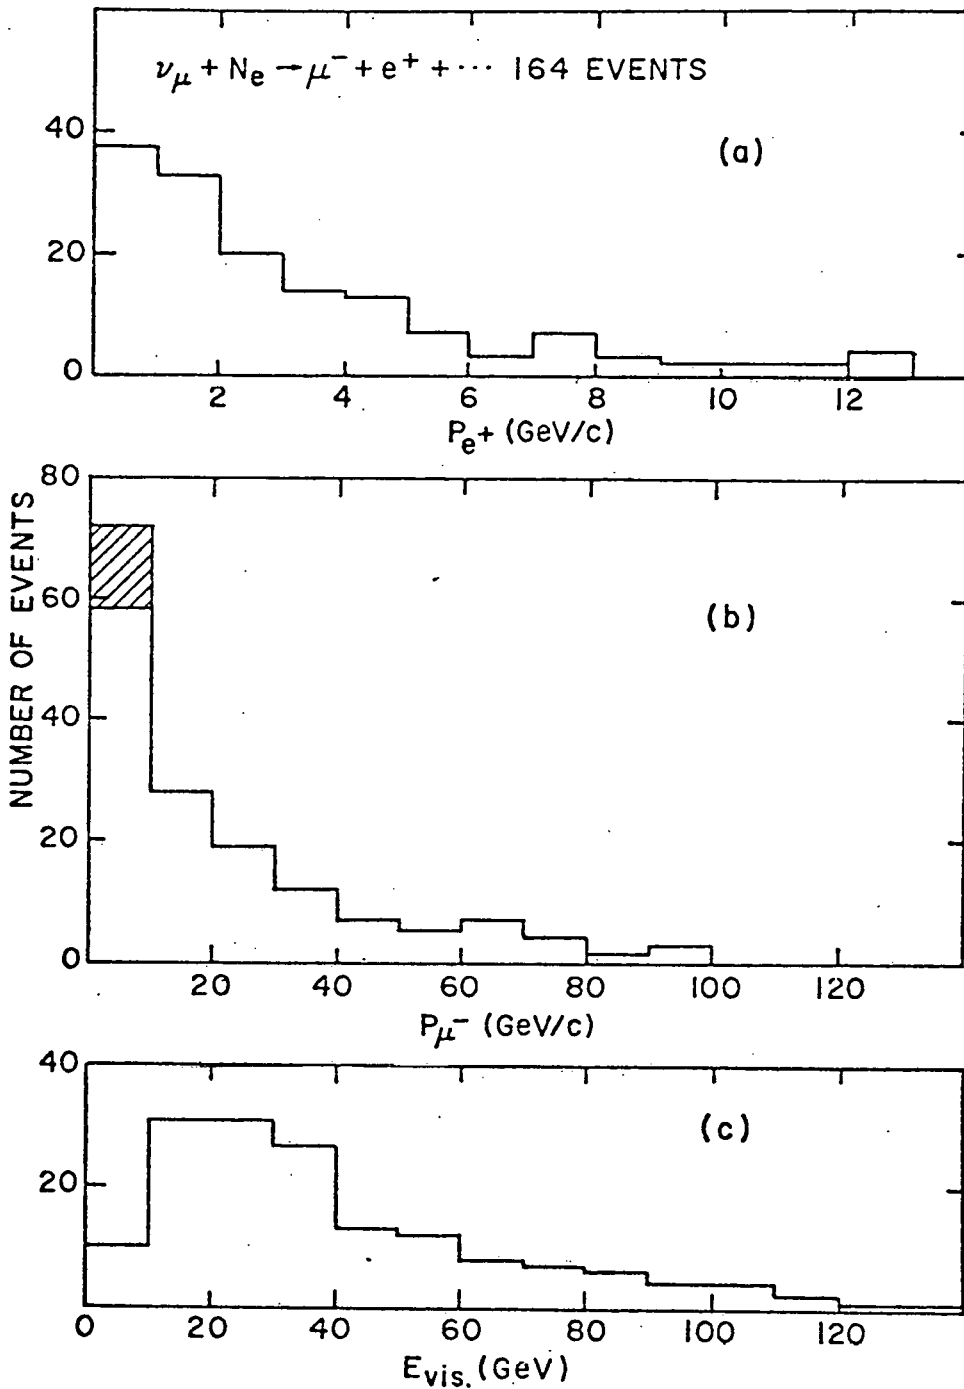 ν_μ + N_e → μ⁻ + e⁺ + ··· 164 EVENTS
(a)
40
20
0
2 4 6 8 10 12
P_e+ (GeV/c)
NUMBER OF EVENTS
80
60
40
20
0
(b)
20 40 60 80 100 120
P_μ- (GeV/c)
40
20
(c)
0 20 40 60 80 100 120
E_vis. (GeV)